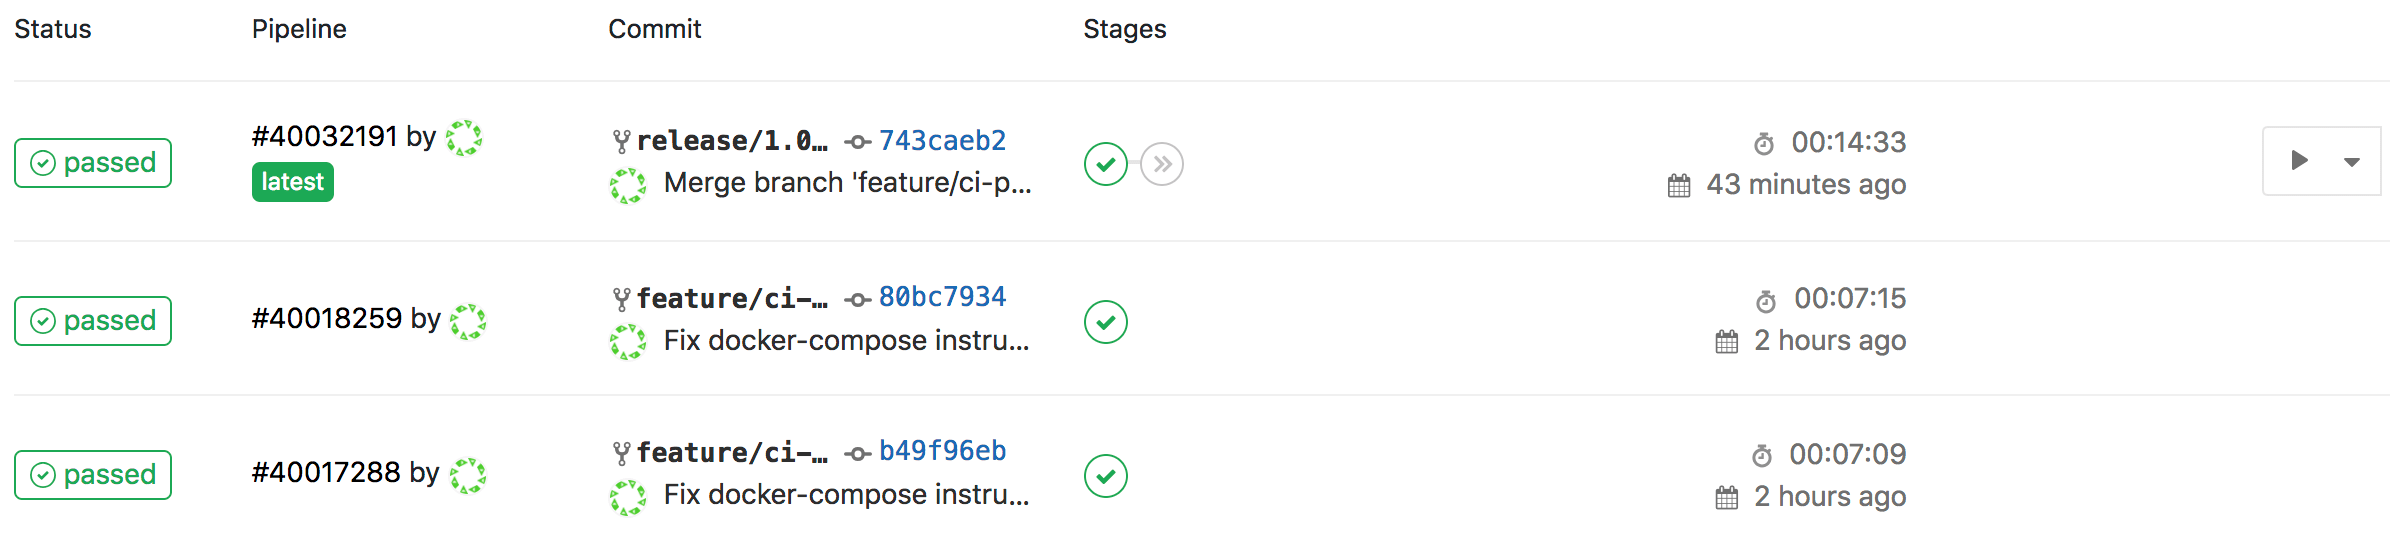 Status Pipeline Commit Stages
passed #40032191 by release/1.0... 743caeb2 00:14:33
latest Merge branch 'feature/ci-p... 43 minutes ago
passed #40018259 by feature/ci-... 80bc7934 00:07:15
Fix docker-compose instru... 2 hours ago
passed #40017288 by feature/ci-... b49f96eb 00:07:09
Fix docker-compose instru... 2 hours ago